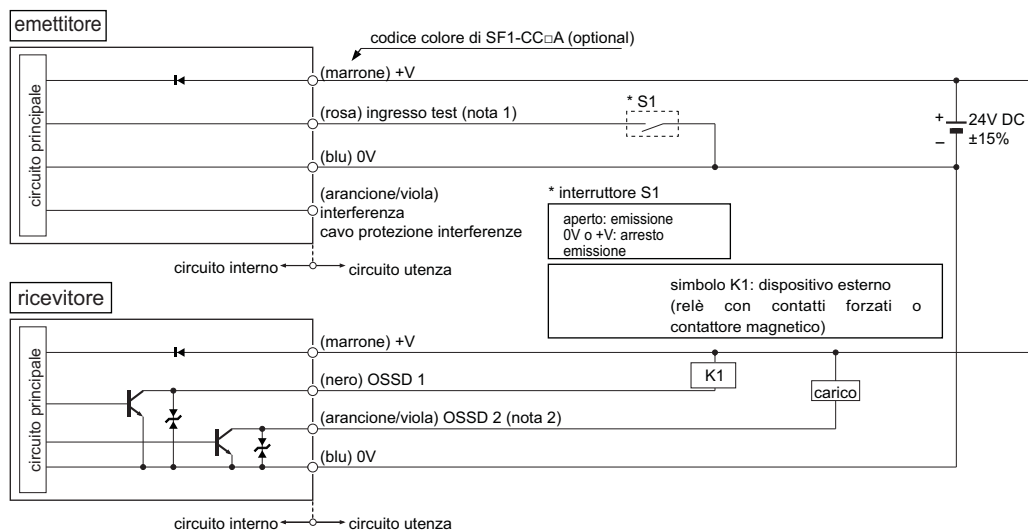 emettitore
codice colore di SF1-CC□A (optional)
circuito principale
(marrone) +V
(rosa) ingresso test (nota 1)
* S1
+
−
24V DC
±15%
(blu) 0V
(arancione/viola)
interferenza
cavo protezione interferenze
* interruttore S1
aperto: emissione
0V o +V: arresto
emissione
circuito interno
circuito utenza
simbolo K1: dispositivo esterno
(relè con contatti forzati o
contattore magnetico)
ricevitore
circuito principale
(marrone) +V
K1
(nero) OSSD 1
carico
(arancione/viola) OSSD 2 (nota 2)
(blu) 0V
circuito interno
circuito utenza